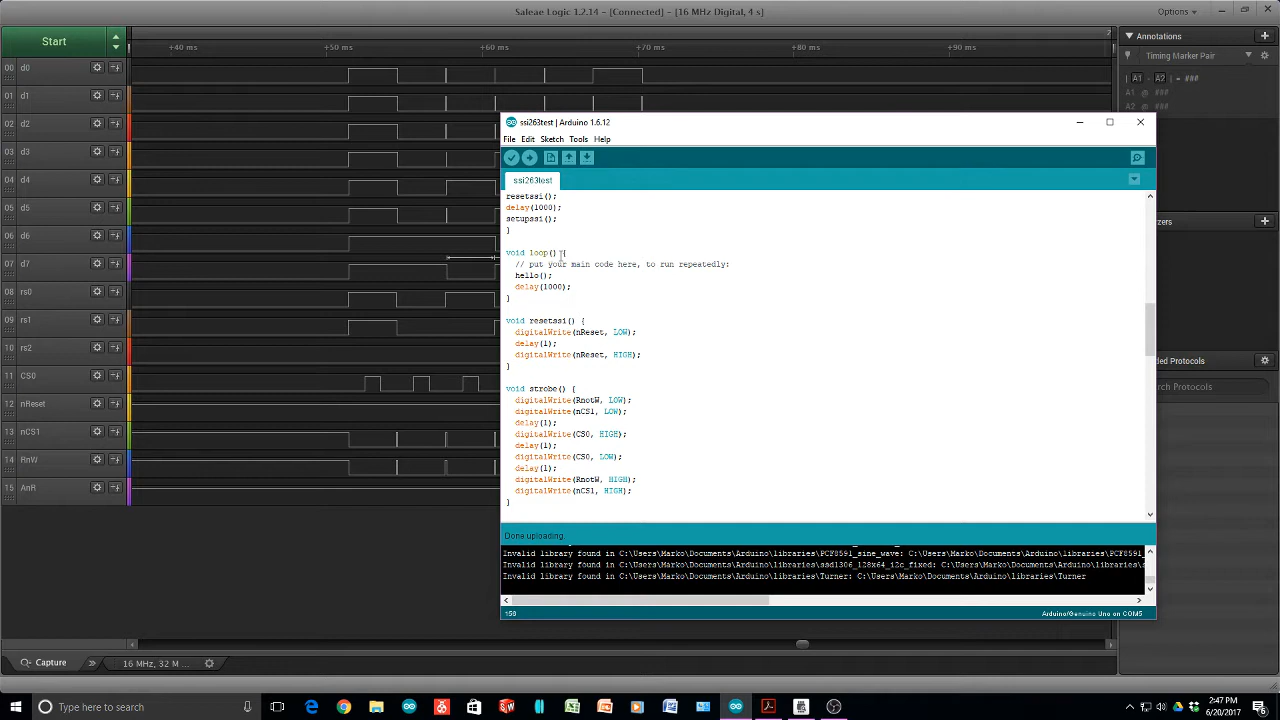 Saleae Logic 1.2.14 - [Connected] - [16 MHz Digital, 4 s]
Options
Start
+40 ms
+50 ms
+60 ms
+70 ms
+80 ms
+90 ms
Annotations
Timing Marker Pair
| A1 - A2 | = ###
A1 @ ###
A2 @ ###
00 d0
01 d1
02 d2
03 d3
04 d4
05 d5
06 d6
07 d7
08 rs0
09 rs1
10 rs2
11 CS0
12 nReset
13 nCS1
14 RnW
15 AnR
ssi263test | Arduino 1.6.12
File Edit Sketch Tools Help
ssi263test
resetssi();
delay(1000);
setupssi();
}
void loop() {
// put your main code here, to run repeatedly:
hello();
delay(1000);
}
void resetssi() {
digitalWrite(nReset, LOW);
delay(1);
digitalWrite(nReset, HIGH);
}
void strobe() {
digitalWrite(RnotW, LOW);
digitalWrite(nCS1, LOW);
delay(1);
digitalWrite(CS0, HIGH);
delay(1);
digitalWrite(CS0, LOW);
delay(1);
digitalWrite(RnotW, HIGH);
digitalWrite(nCS1, HIGH);
}
Done uploading.
Invalid library found in C:\Users\Marko\Documents\Arduino\libraries\PCF8591_sine_wave: C:\Users\Marko\Documents\Arduino\libraries\PCF8591_
Invalid library found in C:\Users\Marko\Documents\Arduino\libraries\ssd1306_128x64_i2c_fixed: C:\Users\Marko\Documents\Arduino\libraries\s
Invalid library found in C:\Users\Marko\Documents\Arduino\libraries\Turner: C:\Users\Marko\Documents\Arduino\libraries\Turner
158
Arduino/Genuino Uno on COM5
yzers
ded Protocols
Search Protocols
Capture
16 MHz, 32 M ...
Type here to search
2:47 PM
6/20/2017